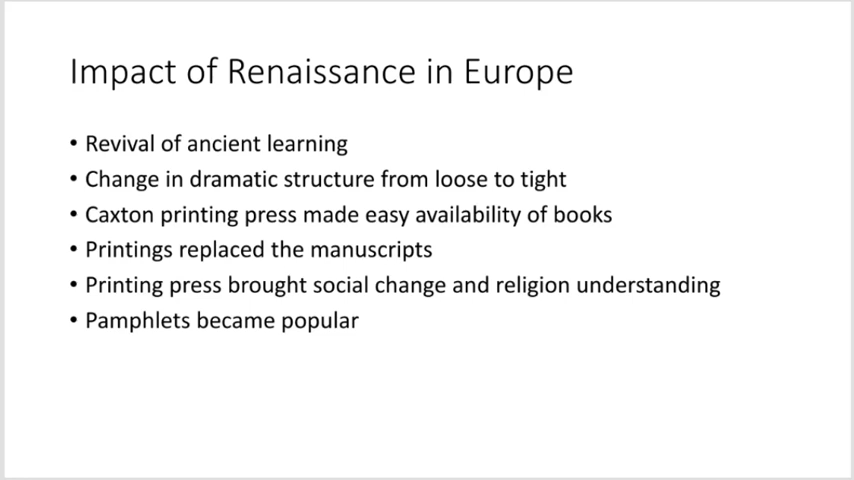 Impact of Renaissance in Europe
• Revival of ancient learning
• Change in dramatic structure from loose to tight
• Caxton printing press made easy availability of books
• Printings replaced the manuscripts
• Printing press brought social change and religion understanding
• Pamphlets became popular